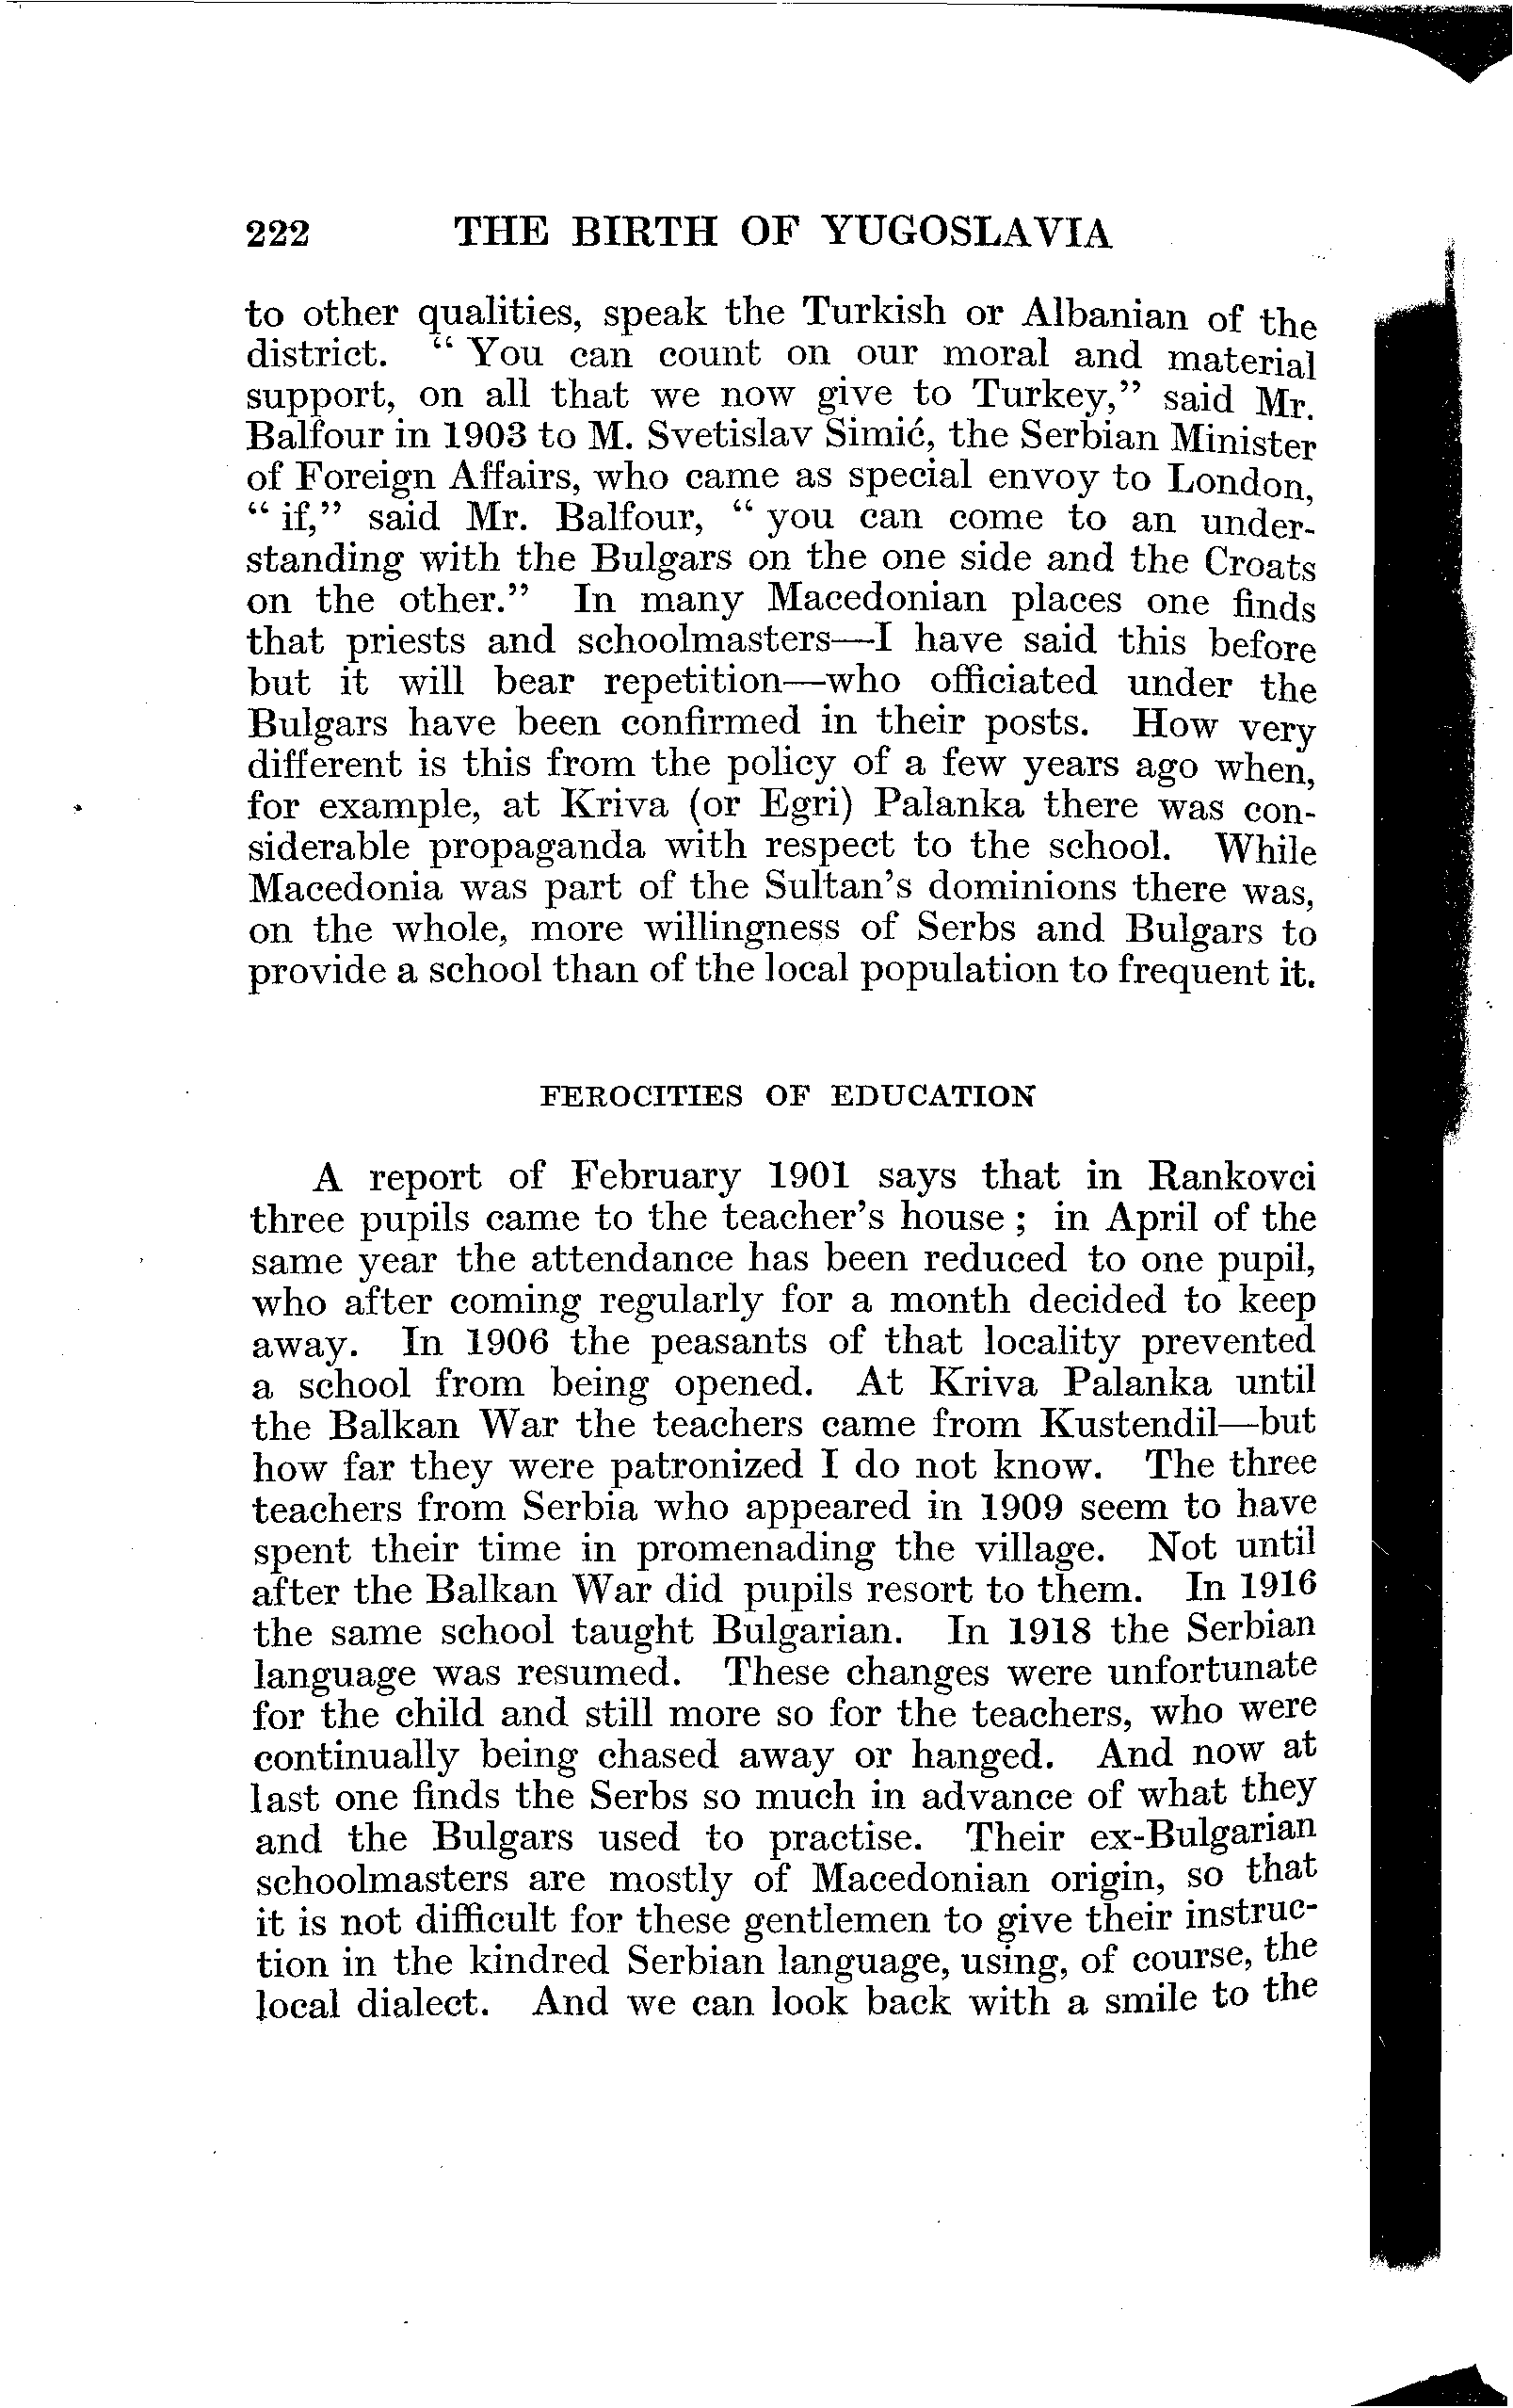 222 THE BIRTH OF YUGOSLAVIA
to other qualities, speak the Turkish or Albanian of the
district. “ You can count on our moral and material
support, on all that we now give to Turkey,” said Mr.
Balfour in 1903 to M. Svetislav Simić, the Serbian Minister
of Foreign Affairs, who came as special envoy to London,
“ if,” said Mr. Balfour, “ you can come to an under-
standing with the Bulgars on the one side and the Croats
on the other.” In many Macedonian places one finds
that priests and schoolmasters—I have said this before
but it will bear repetition—who officiated under the
Bulgars have been confirmed in their posts. How very
different is this from the policy of a few years ago when,
for example, at Kriva (or Egri) Palanka there was con-
siderable propaganda with respect to the school. While
Macedonia was part of the Sultan’s dominions there was,
on the whole, more willingness of Serbs and Bulgars to
provide a school than of the local population to frequent it.
FEROCITIES OF EDUCATION
A report of February 1901 says that in Rankovci
three pupils came to the teacher’s house ; in April of the
same year the attendance has been reduced to one pupil,
who after coming regularly for a month decided to keep
away. In 1906 the peasants of that locality prevented
a school from being opened. At Kriva Palanka until
the Balkan War the teachers came from Kustendil—but
how far they were patronized I do not know. The three
teachers from Serbia who appeared in 1909 seem to have
spent their time in promenading the village. Not until
after the Balkan War did pupils resort to them. In 1916
the same school taught Bulgarian. In 1918 the Serbian
language was resumed. These changes were unfortunate
for the child and still more so for the teachers, who were
continually being chased away or hanged. And now at
last one finds the Serbs so much in advance of what they
and the Bulgars used to practise. Their ex-Bulgarian
schoolmasters are mostly of Macedonian origin, so that
it is not difficult for these gentlemen to give their instruc-
tion in the kindred Serbian language, using, of course, the
local dialect. And we can look back with a smile to the